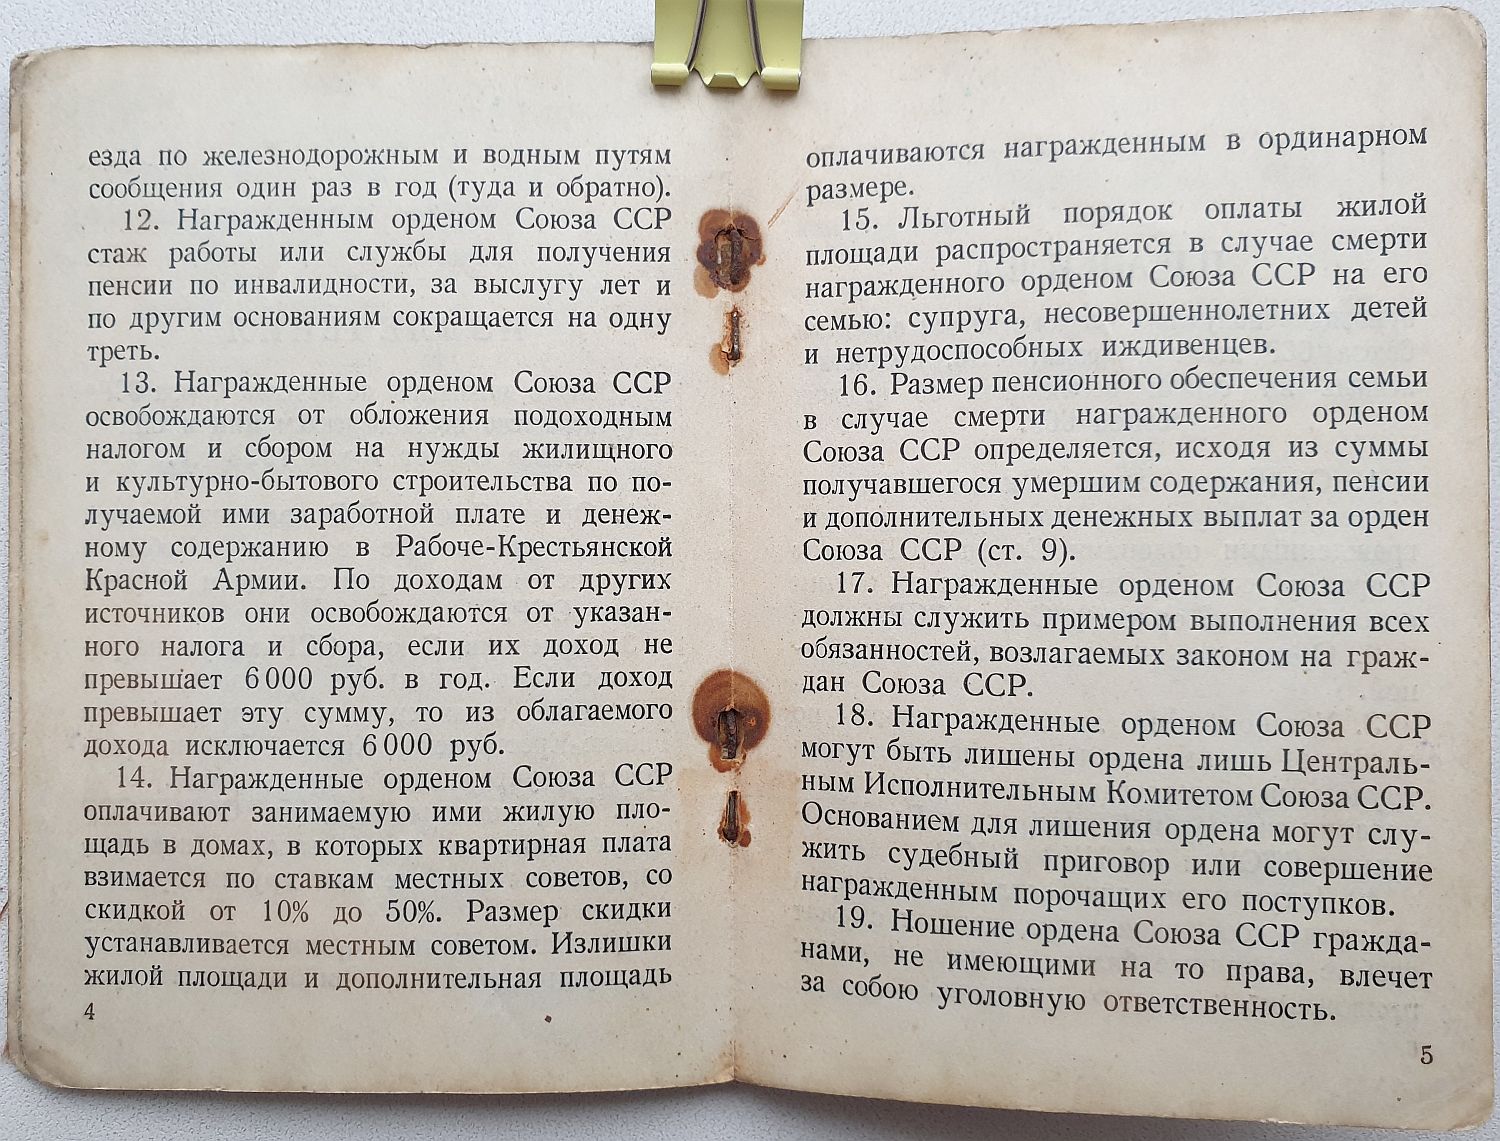 езда по железнодорожным и водным путям
сообщения один раз в год (туда и обратно).
12. Награжденным орденом Союза ССР
стаж работы или службы для получения
пенсии по инвалидности, за выслугу лет и
по другим основаниям сокращается на одну
треть.
13. Награжденные орденом Союза ССР
освобождаются от обложения подоходным
налогом и сбором на нужды жилищного
и культурно-бытового строительства по по-
лучаемой ими заработной плате и денеж-
ному содержанию в Рабоче-Крестьянской
Красной Армии. По доходам от других
источников они освобождаются от указан-
ного налога и сбора, если их доход не
превышает 6 000 руб. в год. Если доход
превышает эту сумму, то из облагаемого
дохода исключается 6 000 руб.
14. Награжденные орденом Союза ССР
оплачивают занимаемую ими жилую пло-
щадь в домах, в которых квартирная плата
взимается по ставкам местных советов, со
скидкой от 10% до 50%. Размер скидки
устанавливается местным советом. Излишки
жилой площади и дополнительная площадь
4
оплачиваются награжденным в ординарном
размере.
15. Льготный порядок оплаты жилой
площади распространяется в случае смерти
награжденного орденом Союза ССР на его
семью: супруга, несовершеннолетних детей
и нетрудоспособных иждивенцев.
16. Размер пенсионного обеспечения семьи
в случае смерти награжденного орденом
Союза ССР определяется, исходя из суммы
получавшегося умершим содержания, пенсии
и дополнительных денежных выплат за орден
Союза ССР (ст. 9).
17. Награжденные орденом Союза ССР
должны служить примером выполнения всех
обязанностей, возлагаемых законом на граж-
дан Союза ССР.
18. Награжденные орденом Союза ССР
могут быть лишены ордена лишь Централь-
ным Исполнительным Комитетом Союза ССР.
Основанием для лишения ордена могут слу-
жить судебный приговор или совершение
награжденным порочащих его поступков.
19. Ношение ордена Союза ССР гражда-
нами, не имеющими на то права, влечет
за собою уголовную ответственность.
5